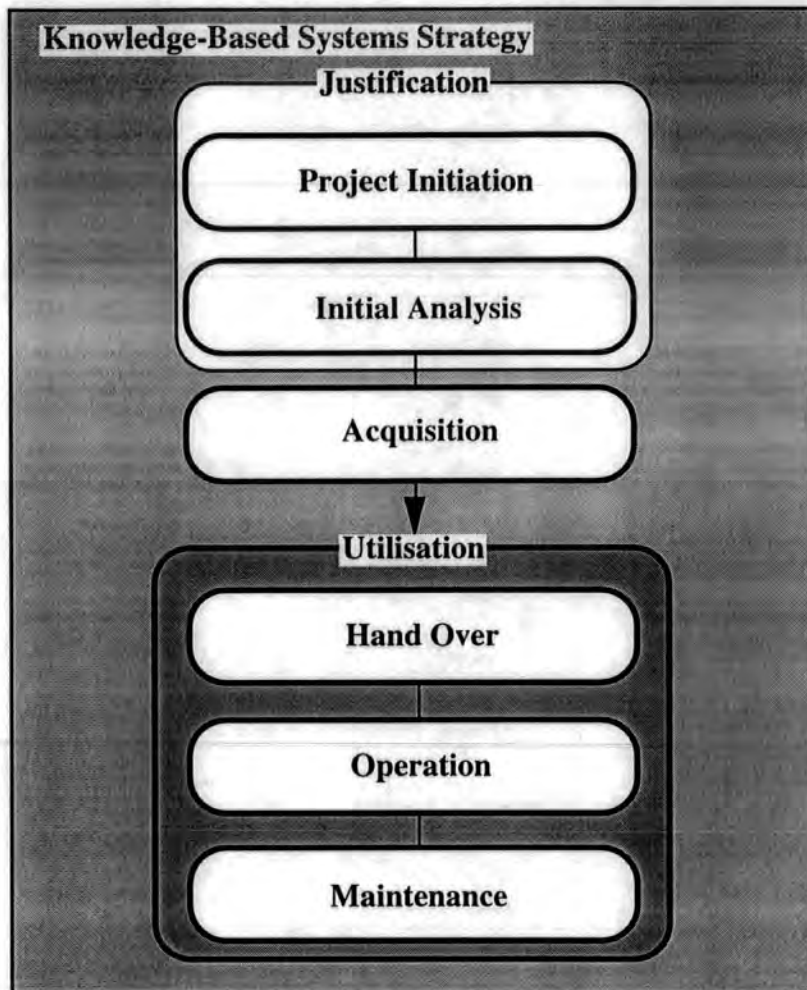 Knowledge-Based Systems Strategy
Justification
Project Initiation
Initial Analysis
Acquisition
Utilisation
Hand Over
Operation
Maintenance